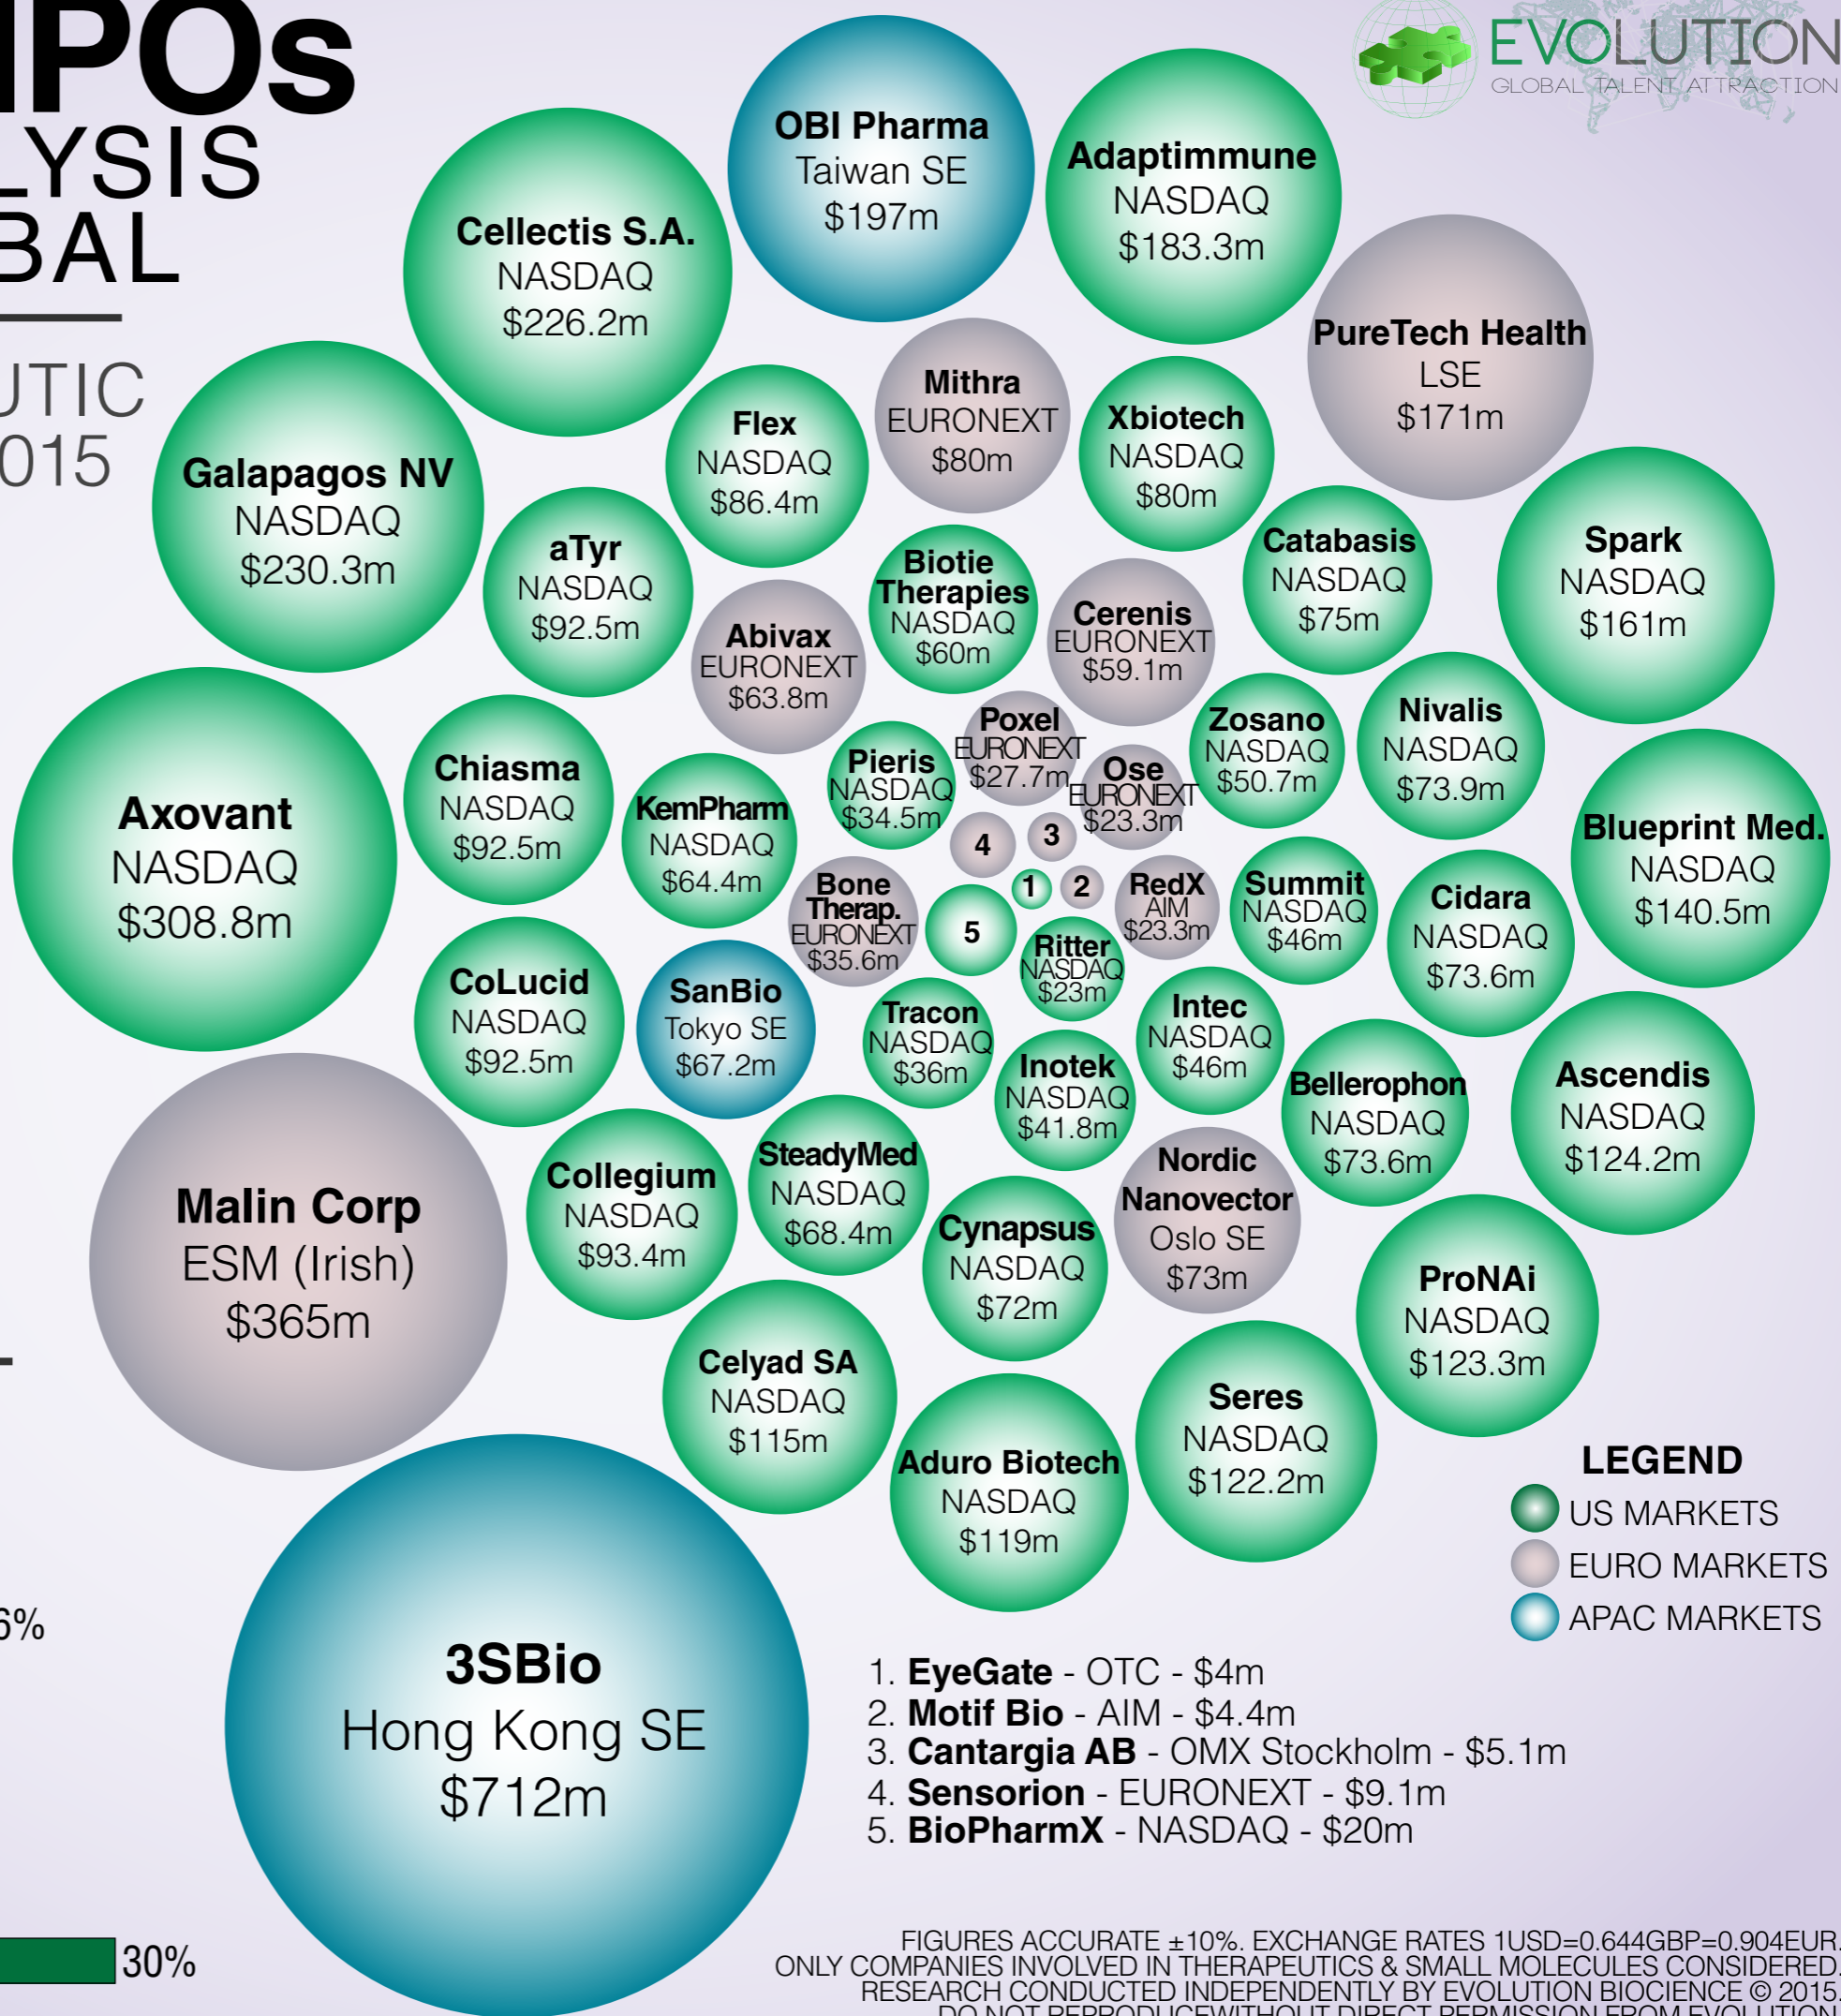 IPOs
LYSIS
BAL
UTIC
015
EVOLUTION
GLOBAL TALENT ATTRACTION
OBI Pharma
Taiwan SE
$197m
Adaptimmune
NASDAQ
$183.3m
Cellectis S.A.
NASDAQ
$226.2m
PureTech Health
LSE
$171m
Mithra
EURONEXT
$80m
Xbiotech
NASDAQ
$80m
Flex
NASDAQ
$86.4m
Galapagos NV
NASDAQ
$230.3m
aTyr
NASDAQ
$92.5m
Biotie
Therapies
NASDAQ
$60m
Catabasis
NASDAQ
$75m
Spark
NASDAQ
$161m
Abivax
EURONEXT
$63.8m
Cerenis
EURONEXT
$59.1m
Poxel
EURONEXT
$27.7m
Zosano
NASDAQ
$50.7m
Nivalis
NASDAQ
$73.9m
Axovant
NASDAQ
$308.8m
Chiasma
NASDAQ
$92.5m
KemPharm
NASDAQ
$64.4m
Pieris
NASDAQ
$34.5m
Ose
EURONEXT
$23.3m
Blueprint Med.
NASDAQ
$140.5m
4
3
1
2
5
Bone
Therap.
EURONEXT
$35.6m
RedX
AIM
$23.3m
Summit
NASDAQ
$46m
Cidara
NASDAQ
$73.6m
Ritter
NASDAQ
$23m
CoLucid
NASDAQ
$92.5m
SanBio
Tokyo SE
$67.2m
Tracon
NASDAQ
$36m
Intec
NASDAQ
$46m
Inotek
NASDAQ
$41.8m
Bellerophon
NASDAQ
$73.6m
Ascendis
NASDAQ
$124.2m
Malin Corp
ESM (Irish)
$365m
Collegium
NASDAQ
$93.4m
SteadyMed
NASDAQ
$68.4m
Cynapsus
NASDAQ
$72m
Nordic
Nanovector
Oslo SE
$73m
ProNAi
NASDAQ
$123.3m
Celyad SA
NASDAQ
$115m
Aduro Biotech
NASDAQ
$119m
Seres
NASDAQ
$122.2m
LEGEND
US MARKETS
EURO MARKETS
APAC MARKETS
6%
3SBio
Hong Kong SE
$712m
1. EyeGate - OTC - $4m
2. Motif Bio - AIM - $4.4m
3. Cantargia AB - OMX Stockholm - $5.1m
4. Sensorion - EURONEXT - $9.1m
5. BioPharmX - NASDAQ - $20m
30%
FIGURES ACCURATE ±10%. EXCHANGE RATES 1USD=0.644GBP=0.904EUR.
ONLY COMPANIES INVOLVED IN THERAPEUTICS & SMALL MOLECULES CONSIDERED.
RESEARCH CONDUCTED INDEPENDENTLY BY EVOLUTION BIOCIENCE © 2015
DO NOT REPRODUCEWITHOUT DIRECT PERMISSION FROM EVOLUTION